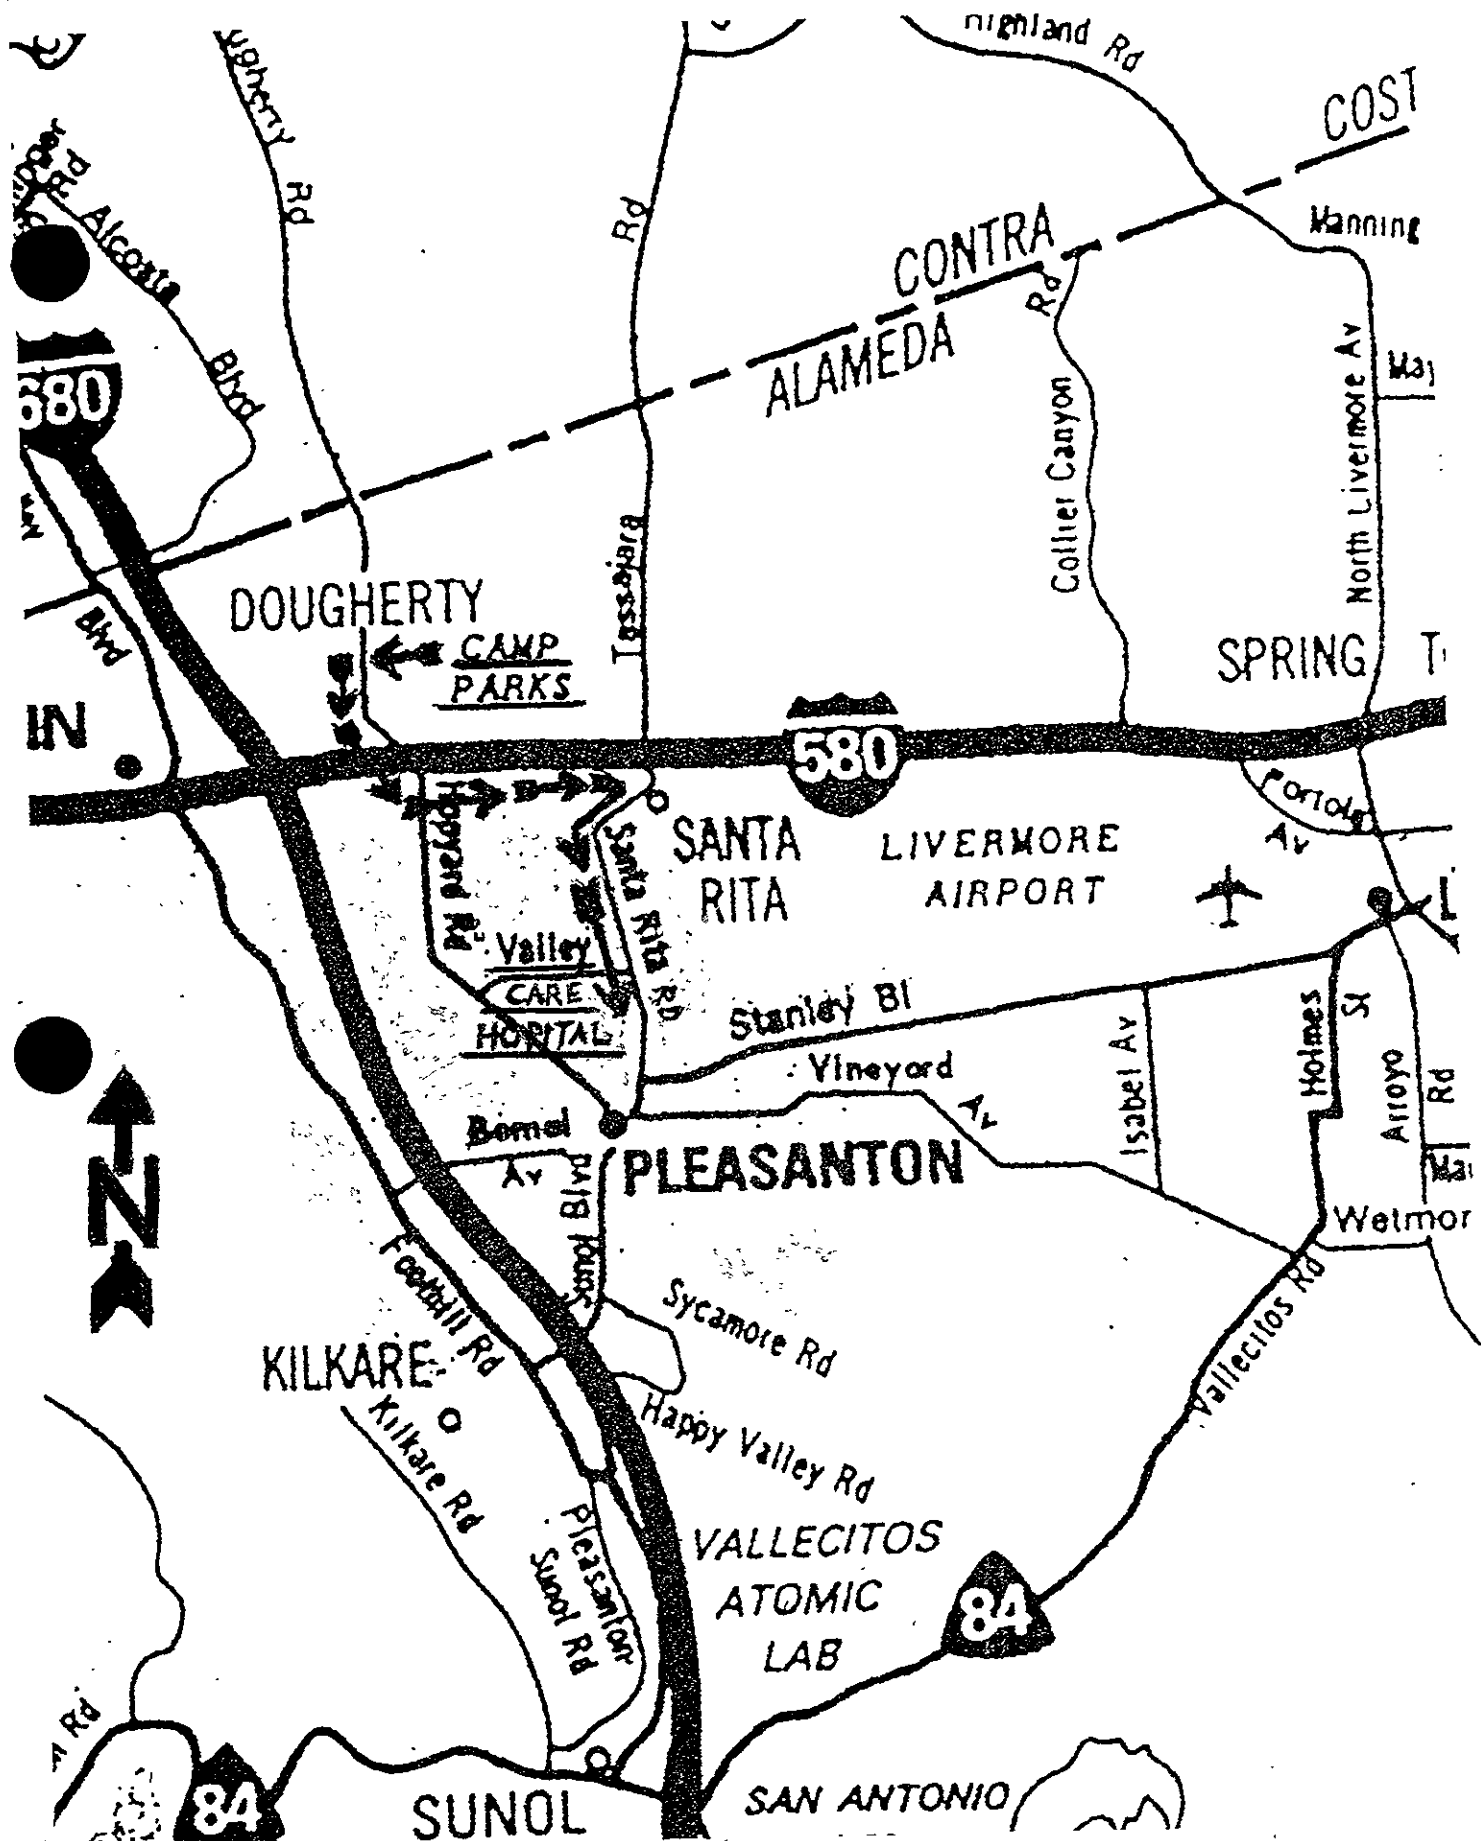 Highland Rd
COST
Rd
Rd
Rd
Alcosta
Blvd
Manning
CONTRA
ALAMEDA
Rd
680
Collier Canyon
North Livermore Av
Tassajara
DOUGHERTY
Blvd
CAMP
PARKS
SPRING
IN
580
Portola
Av
Hopyard Rd
Santa Rita RD
SANTA
RITA
LIVERMORE
AIRPORT
Valley
CARE
HOPITAL
Stanley Bl
Vineyard
Av
Isabel Av
Holmes
St
Arroyo
Rd
Bernal
Av
PLEASANTON
N
Sunol Blvd
Wetmor
Foothill Rd
Sycamore Rd
Vallecitos Rd
KILKARE
Kilkare Rd
Happy Valley Rd
Pleasanton
Sunol Rd
VALLECITOS
ATOMIC
LAB
84
Rd
84
SUNOL
SAN ANTONIO